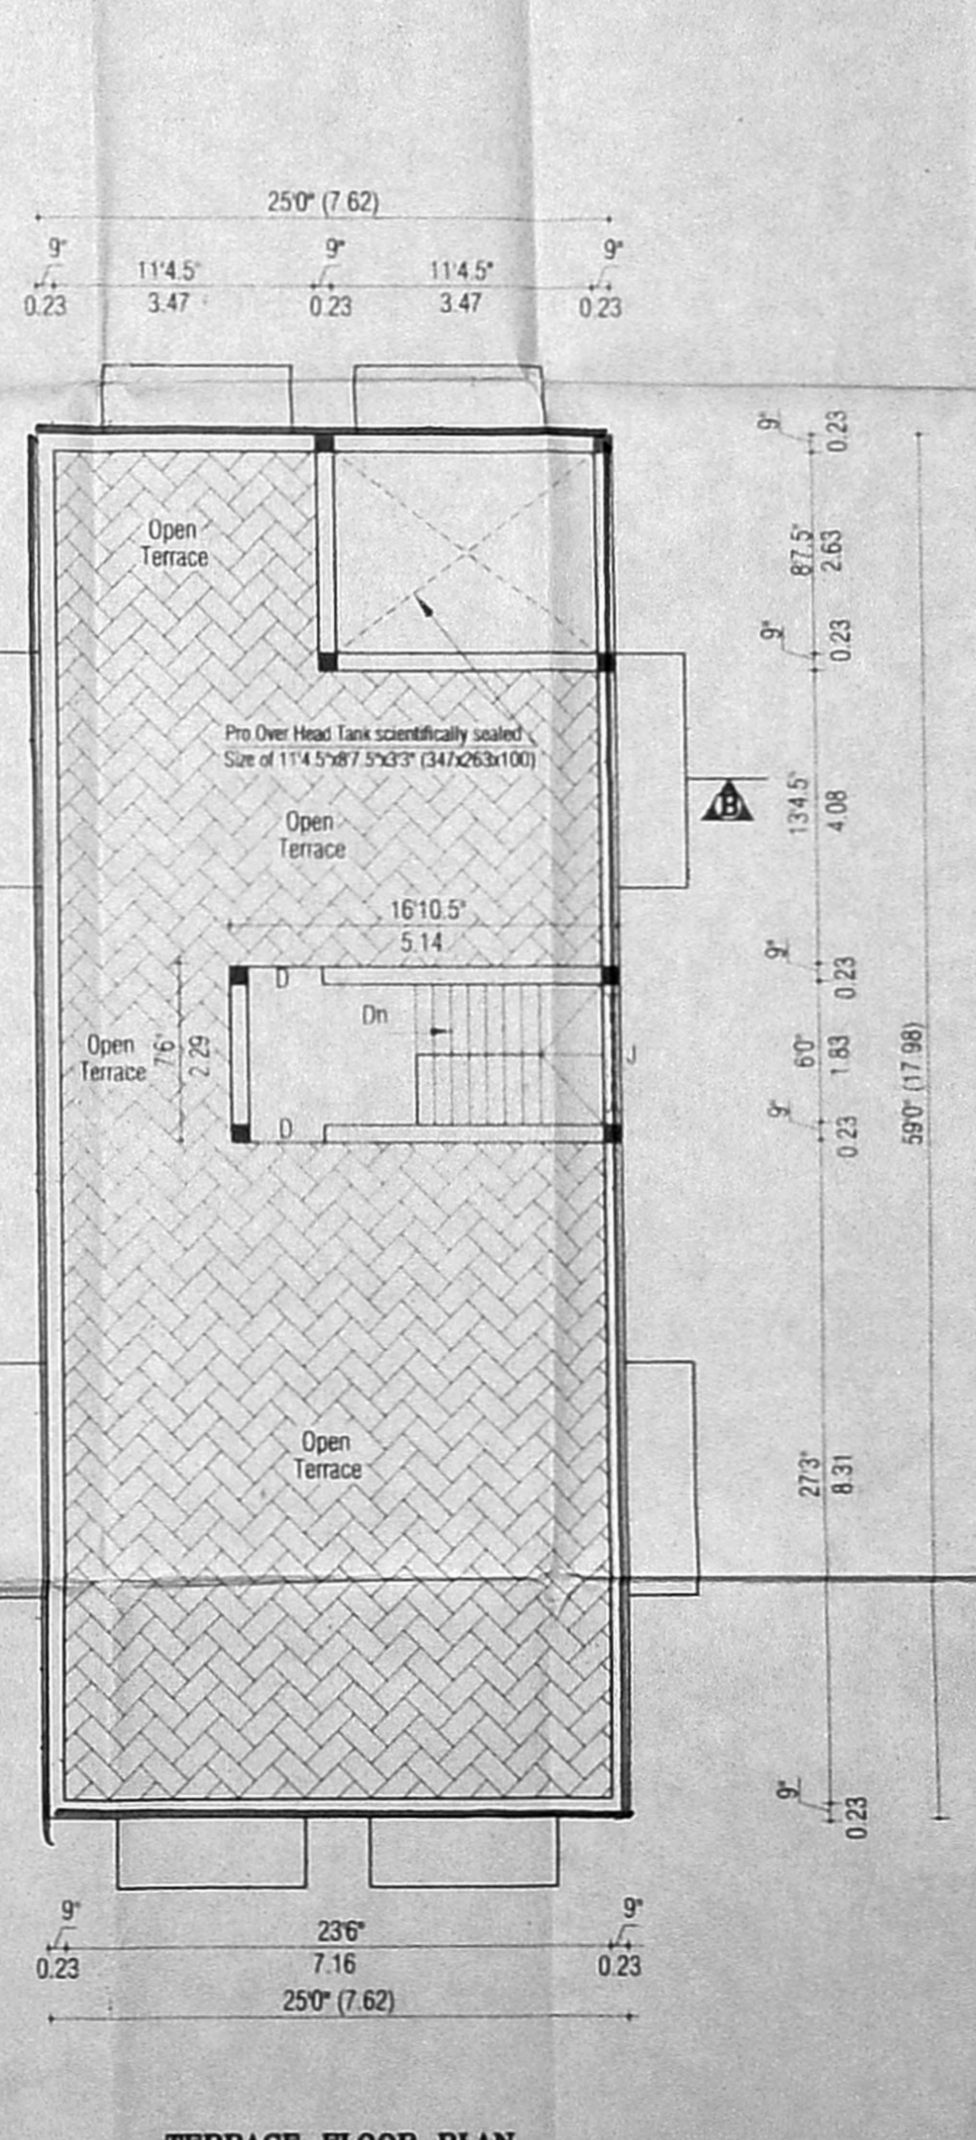 25'0" (7.62)
9" 9" 9"
11'4.5" 11'4.5"
0.23 3.47 0.23 3.47 0.23
9"
0.23
Open
Terrace
8'7.5"
2.63
9"
0.23
Pro.Over Head Tank scientifically sealed
Size of 11'4.5"x8'7.5"x3'3" (347x263x100)
B
13'4.5"
4.08
Open
Terrace
16'10.5"
5.14
9"
0.23
D
Dn
Open
Terrace
7'6"
2.29
6'0"
1.83
59'0" (17.98)
J
D
9"
0.23
Open
Terrace
27'3"
8.31
9"
0.23
9" 9"
23'6"
0.23 7.16 0.23
25'0" (7.62)
TERRACE FLOOR PLAN